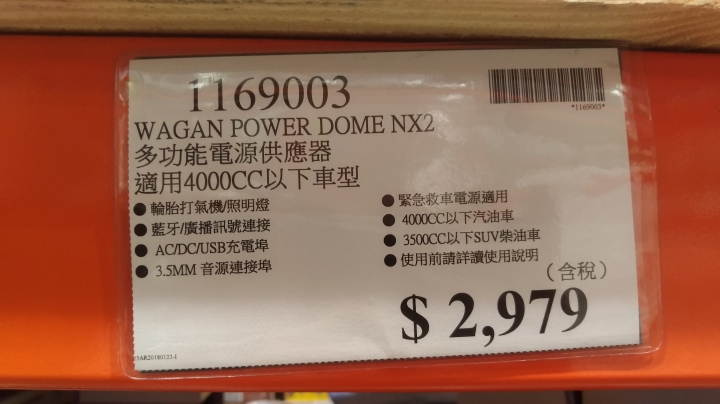 1169003
*1169003*
WAGAN POWER DOME NX2
多功能電源供應器
適用4000CC以下車型
● 輪胎打氣機/照明燈
● 藍牙/廣播訊號連接
● AC/DC/USB充電埠
● 3.5MM 音源連接埠
● 緊急救車電源適用
● 4000CC以下汽油車
● 3500CC以下SUV柴油車
● 使用前請詳讀使用說明
（含稅）
$ 2,979